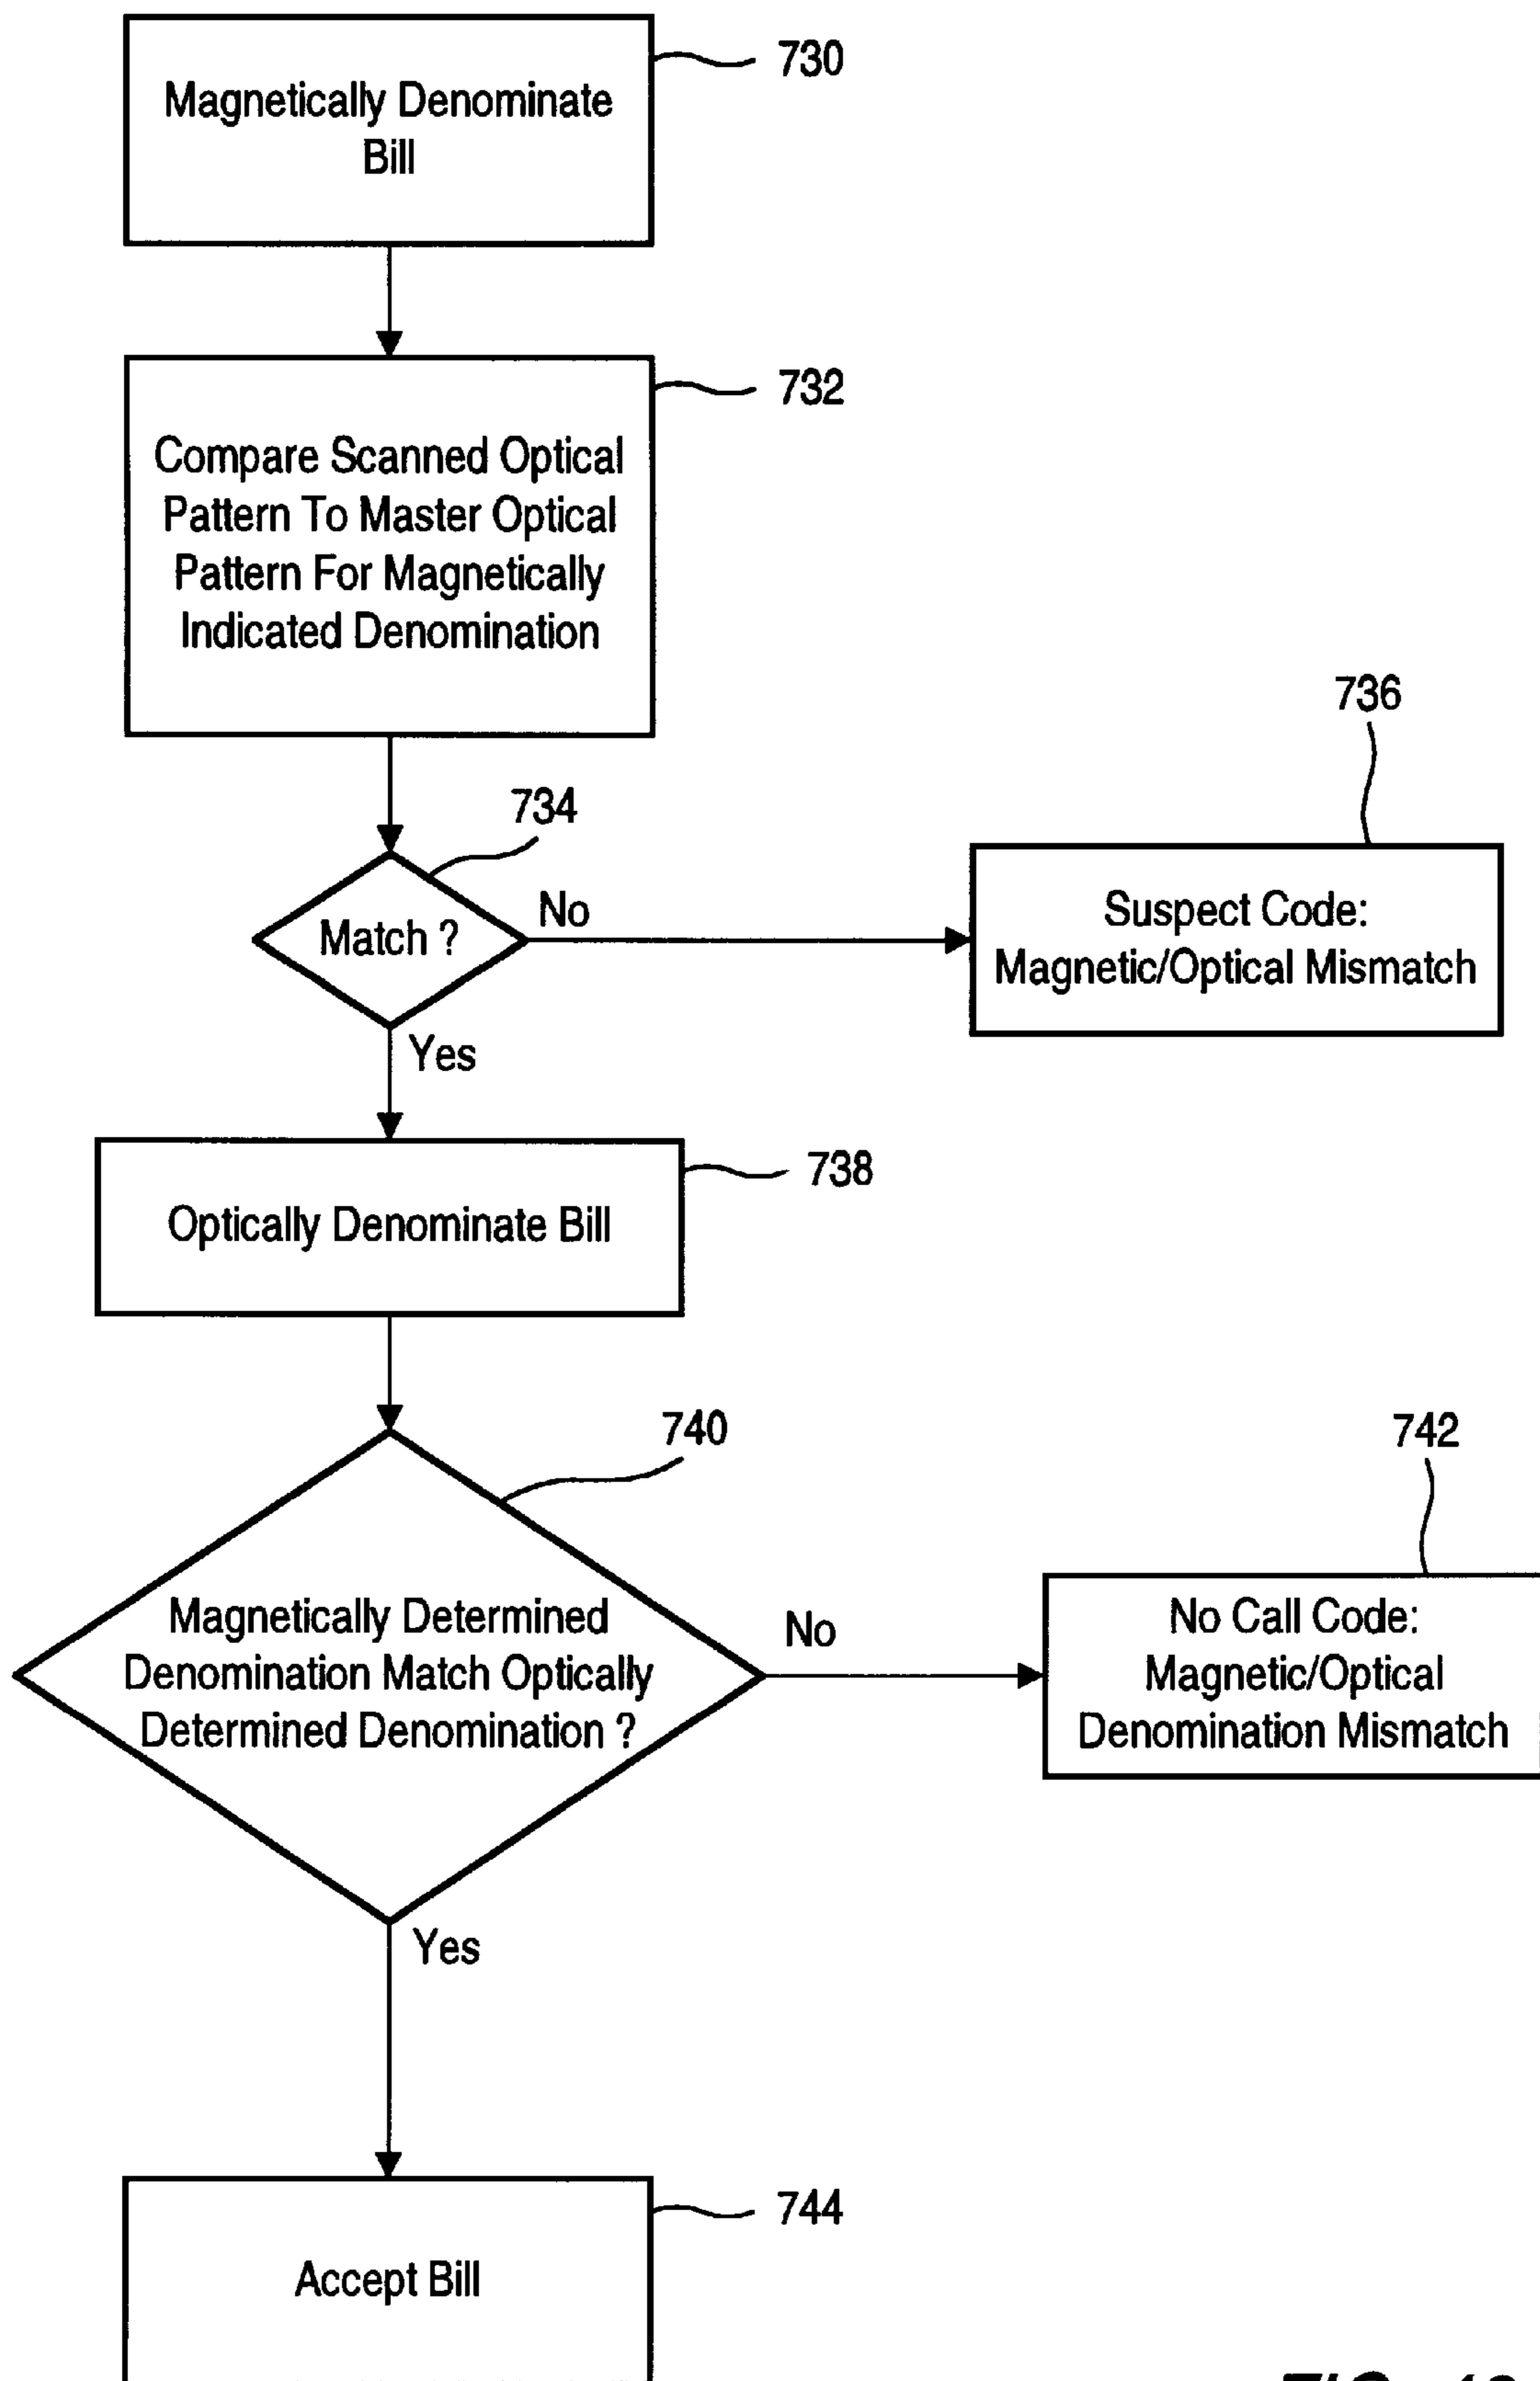 730
Magnetically Denominate
Bill
732
Compare Scanned Optical
Pattern To Master Optical
Pattern For Magnetically
Indicated Denomination
736
734
Match ?
No
Suspect Code:
Magnetic/Optical Mismatch
Yes
738
Optically Denominate Bill
740
742
Magnetically Determined
Denomination Match Optically
Determined Denomination ?
No
No Call Code:
Magnetic/Optical
Denomination Mismatch
Yes
744
Accept Bill